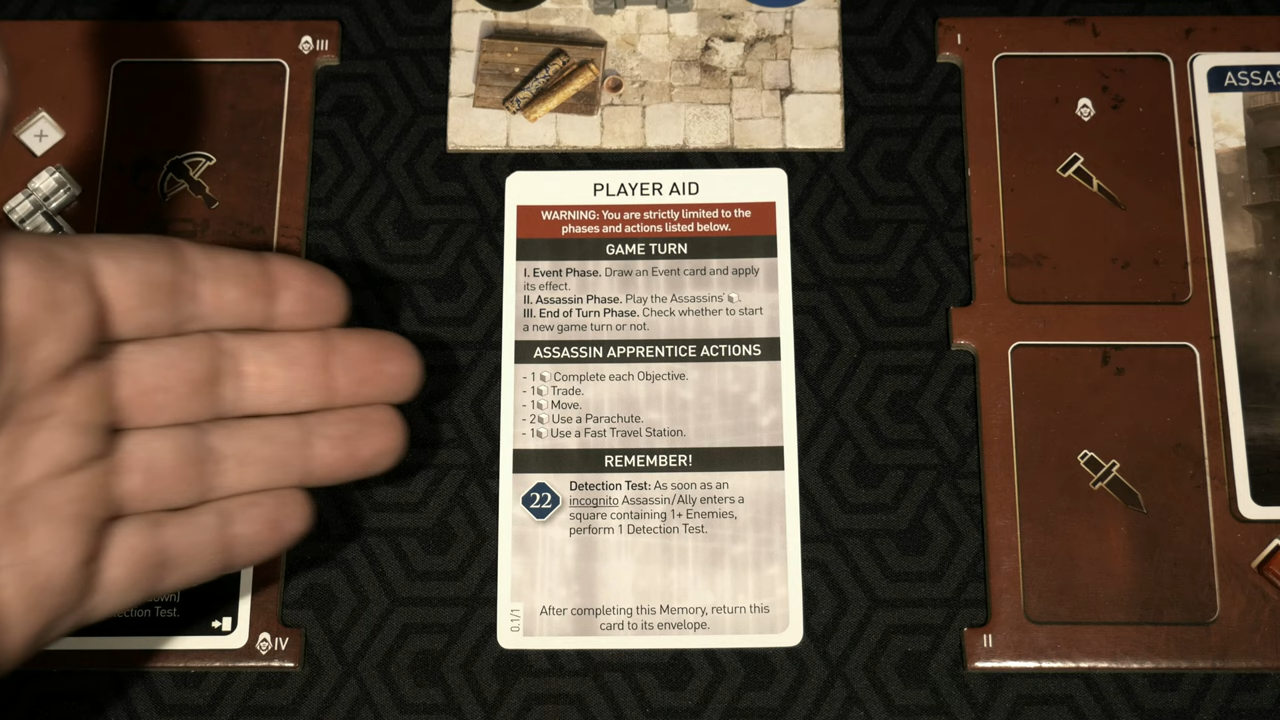 III
I
ASSA
PLAYER AID
WARNING: You are strictly limited to the
phases and actions listed below.
GAME TURN
I. Event Phase. Draw an Event card and apply
its effect.
II. Assassin Phase. Play the Assassins'
III. End of Turn Phase. Check whether to start
a new game turn or not.
ASSASSIN APPRENTICE ACTIONS
- 1 Complete each Objective.
- 1 Trade.
- 1 Move.
- 2 Use a Parachute.
- 1 Use a Fast Travel Station.
REMEMBER!
22
Detection Test: As soon as an
incognito Assassin/Ally enters a
square containing 1+ Enemies,
perform 1 Detection Test.
0.1/1
After completing this Memory, return this
card to its envelope.
Test.
IV
II